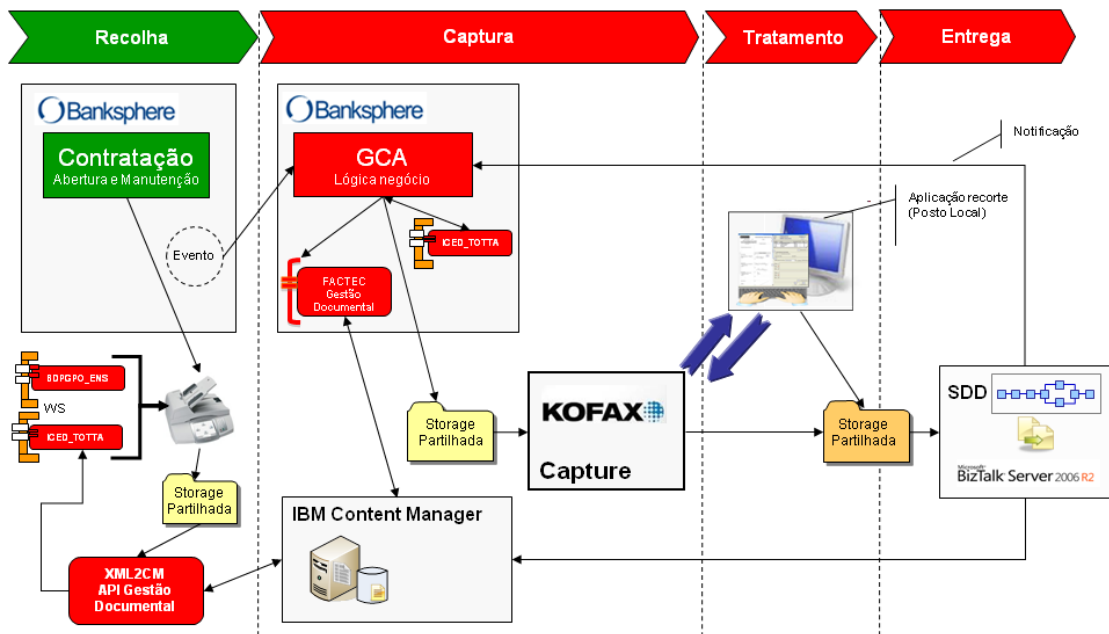 Recolha
Captura
Tratamento
Entrega
Banksphere
Contratação
Abertura e Manutenção
Evento
BDPGPO_ENS
WS
ICED_TOTTA
Storage
Partilhada
XML2CM
API Gestão
Documental
Banksphere
GCA
Lógica negócio
ICED_TOTTA
FACTEC
Gestão
Documental
Storage
Partilhada
KOFAX
Capture
IBM Content Manager
Notificação
Aplicação recorte
(Posto Local)
Storage
Partilhada
SDD
Microsoft
BizTalk Server 2006 R2